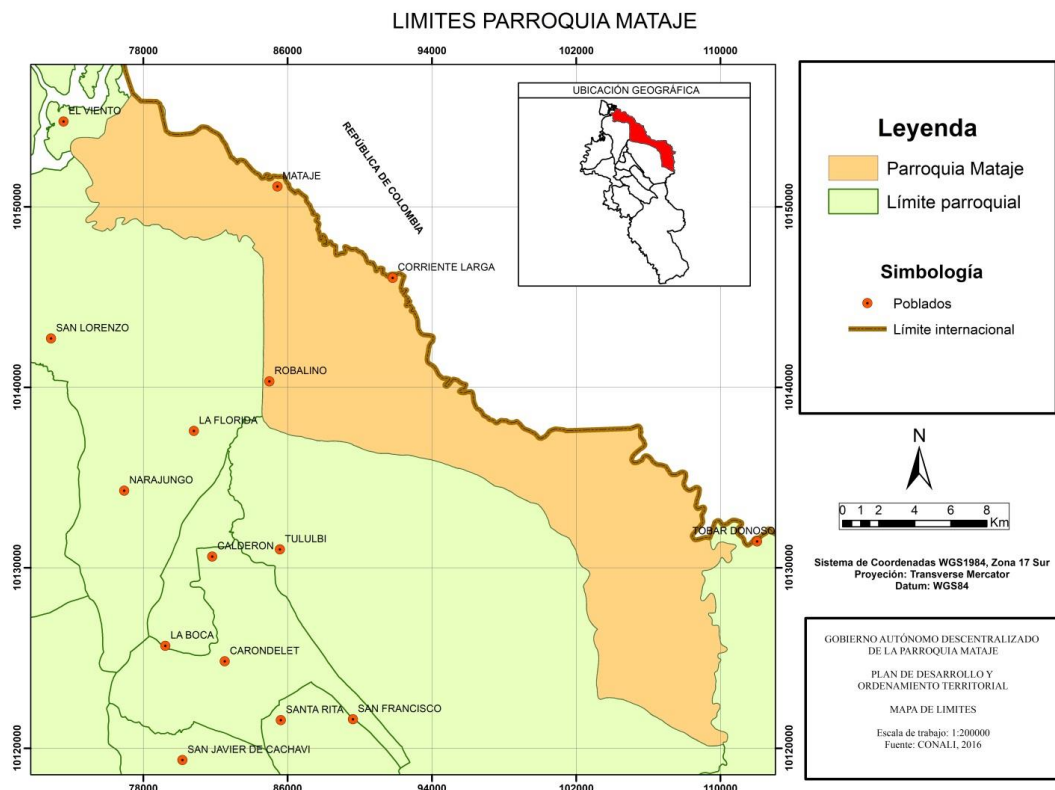 LIMITES PARROQUIA MATAJE
78000 86000 94000 102000 110000
UBICACIÓN GEOGRÁFICA
EL VIENTO
REPÚBLICA DE COLOMBIA
MATAJE
10150000
10150000
CORRIENTE LARGA
SAN LORENZO
ROBALINO
10140000
10140000
LA FLORIDA
NARAJUNGO
TOBAR DONOSO
TULULBI
CALDERON
10130000
10130000
LA BOCA
CARONDELET
SANTA RITA
SAN FRANCISCO
10120000
10120000
SAN JAVIER DE CACHAVI
78000 86000 94000 102000 110000
Leyenda
Parroquia Mataje
Límite parroquial
Simbología
Poblados
Límite internacional
N
0 1 2 4 6 8
Km
Sistema de Coordenadas WGS1984, Zona 17 Sur
Proyeción: Transverse Mercator
Datum: WGS84
GOBIERNO AUTÓNOMO DESCENTRALIZADO
DE LA PARROQUIA MATAJE
PLAN DE DESARROLLO Y
ORDENAMIENTO TERRITORIAL
MAPA DE LIMITES
Escala de trabajo: 1:200000
Fuente: CONALI, 2016